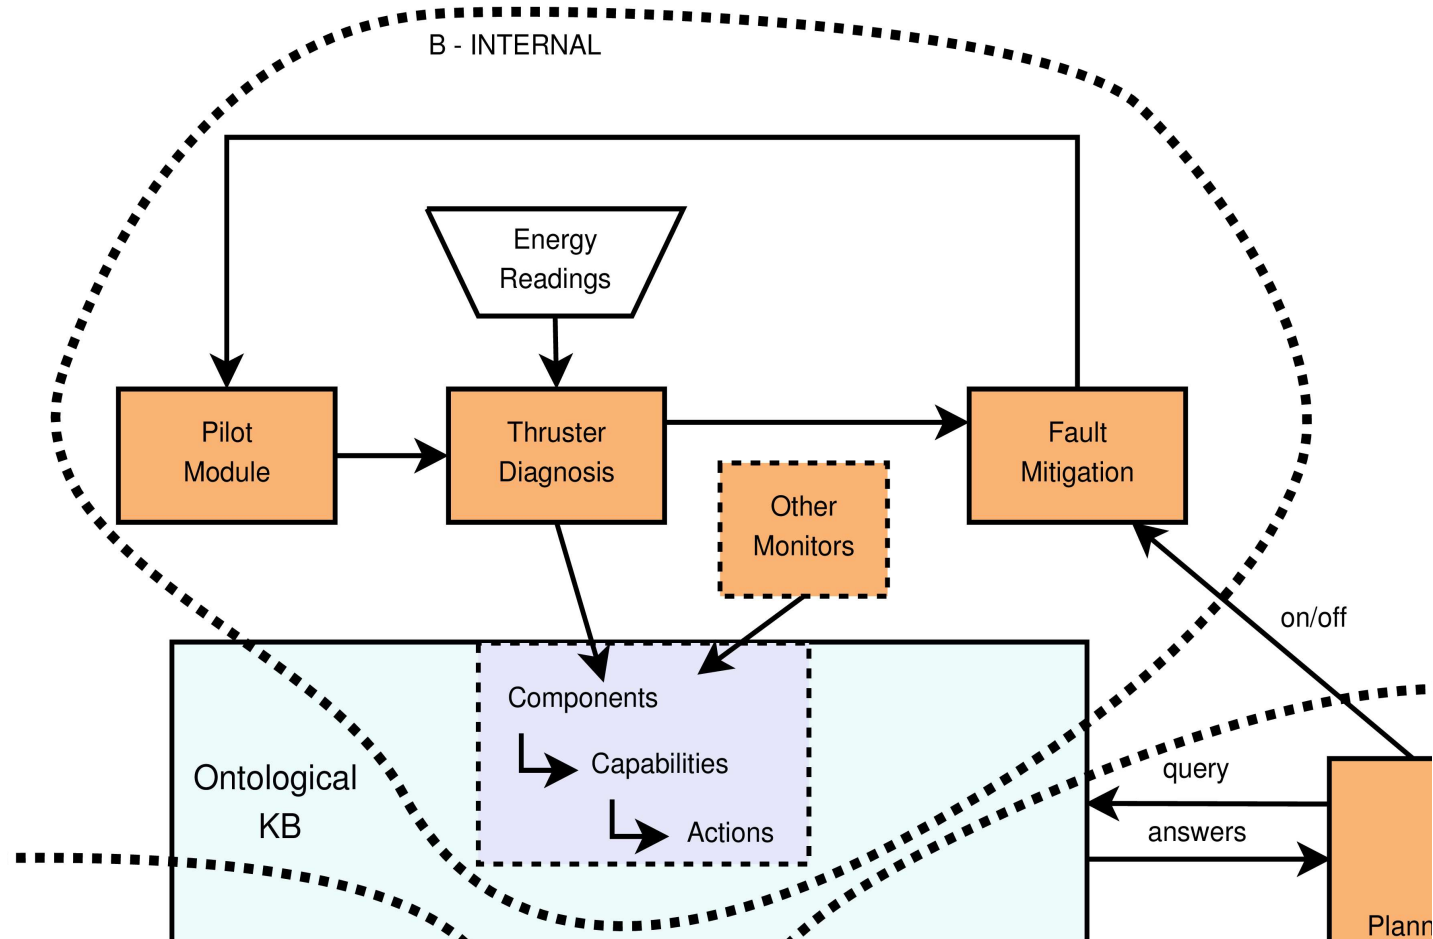 B - INTERNAL
Energy
Readings
Pilot
Module
Thruster
Diagnosis
Fault
Mitigation
Other
Monitors
on/off
Components
Capabilities
Actions
Ontological
KB
query
answers